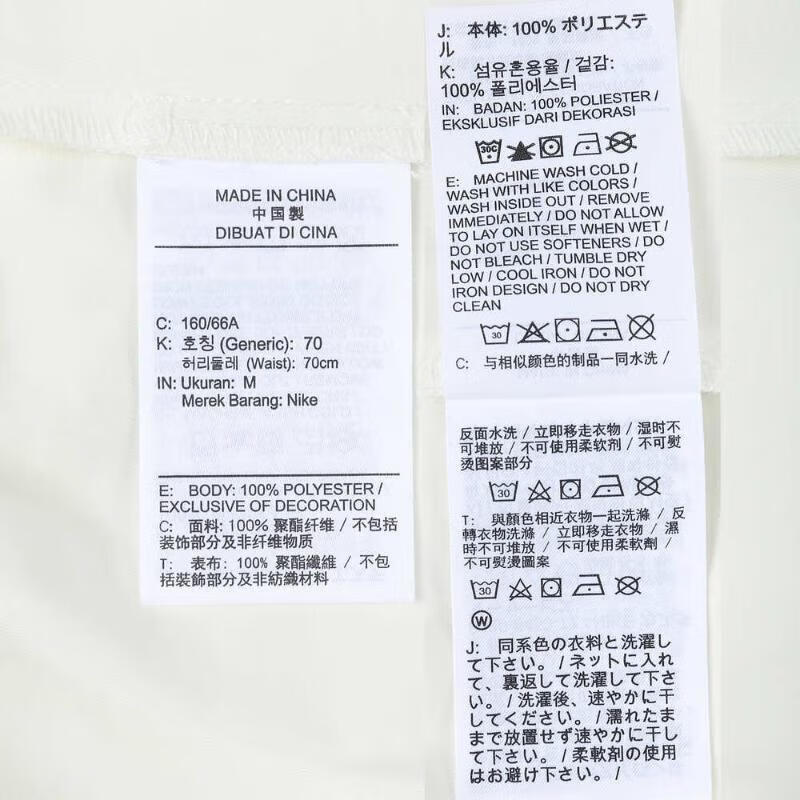 MADE IN CHINA
中国製
DIBUAT DI CINA
C: 160/66A
K: 호칭 (Generic): 70
허리둘레 (Waist): 70cm
IN: Ukuran: M
Merek Barang: Nike
E: BODY: 100% POLYESTER /
EXCLUSIVE OF DECORATION
C: 面料: 100% 聚酯纤维 / 不包括
装饰部分及非纤维物质
T: 表布: 100% 聚酯纖維 / 不包
括裝飾部分及非紡織材料
J: 本体: 100% ポリエステ
ル
K: 섬유혼용율 / 겉감:
100% 폴리에스터
IN: BADAN: 100% POLIESTER /
EKSKLUSIF DARI DEKORASI
30C
E: MACHINE WASH COLD /
WASH WITH LIKE COLORS /
WASH INSIDE OUT / REMOVE
IMMEDIATELY / DO NOT ALLOW
TO LAY ON ITSELF WHEN WET /
DO NOT USE SOFTENERS / DO
NOT BLEACH / TUMBLE DRY
LOW / COOL IRON / DO NOT
IRON DESIGN / DO NOT DRY
CLEAN
30
C: 与相似颜色的制品一同水洗 /
反面水洗 / 立即移走衣物 / 湿时不
可堆放 / 不可使用柔软剂 / 不可熨
烫图案部分
30
T: 與顏色相近衣物一起洗滌 / 反
轉衣物洗滌 / 立即移走衣物 / 濕
時不可堆放 / 不可使用柔軟劑 /
不可熨燙圖案
30
W
J: 同系色の衣料と洗濯し
て下さい。 / ネットに入れ
て、裏返して洗濯して下さ
い。 / 洗濯後、速やかに干
してください。 / 濡れたま
まで放置せず速やかに干し
て下さい。 / 柔軟剤の使用
はお避け下さい。 /